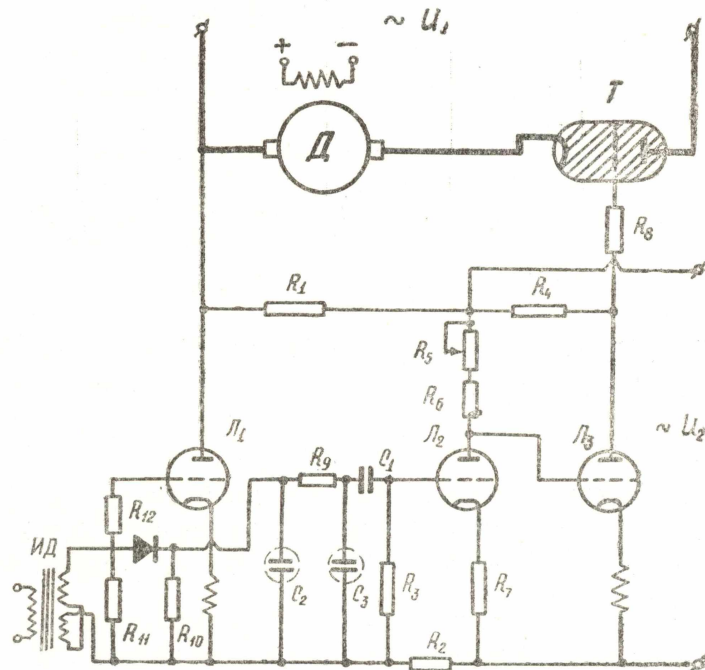 ~ U₁
+ −
Д
T
R₈
R₁
R₄
R₅
R₆
Л₁
Л₂
Л₃
~ U₂
R₉
C₁
R₁₂
ИД
C₂
C₃
R₃
R₇
R₁₁
R₁₀
R₂